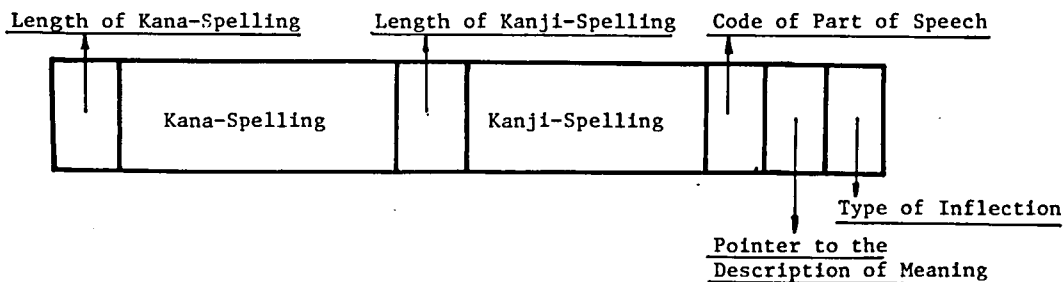 Length of Kana-Spelling
Length of Kanji-Spelling
Code of Part of Speech
Kana-Spelling
Kanji-Spelling
Type of Inflection
Pointer to the
Description of Meaning